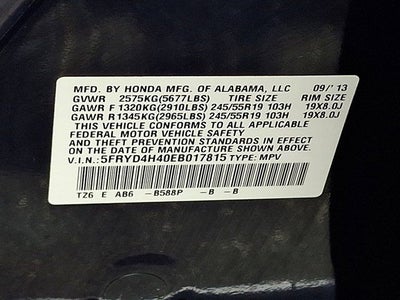 MFD. BY HONDA MFG. OF ALABAMA, LLC 09/'13
GVWR 2575KG(5677LBS) TIRE SIZE RIM SIZE
GAWR F 1320KG(2910LBS) 245/55R19 103H 19X8.0J
GAWR R 1345KG(2965LBS) 245/55R19 103H 19X8.0J
THIS VEHICLE CONFORMS TO ALL APPLICABLE
FEDERAL MOTOR VEHICLE SAFETY
AND THEFT PREVENTION STANDARDS IN EFFECT
ON THE DATE OF MANUFACTURE SHOWN ABOVE.
V.I.N.: 5FRYD4H40EB017815 TYPE: MPV
TZ6 E AB6 -B588P -B -B